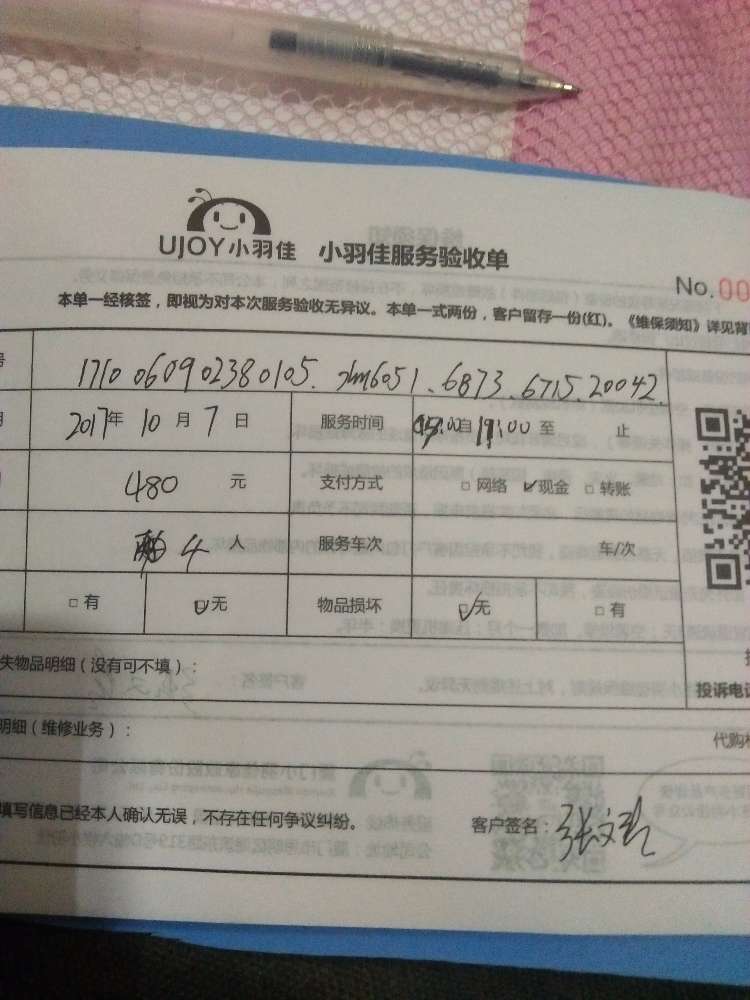 UJOY小羽佳 小羽佳服务验收单
No.00
本单一经核签，即视为对本次服务验收无异议。本单一式两份，客户留存一份(红)。《维保须知》详见背
号 1710060902380105. .6873.6715.20042.
2017年 10 月 7 日 服务时间 自 19:00 至 止
480 元 支付方式 □ 网络 □ 现金 □ 转账
4 人 服务车次 车/次
□ 有 □ 无 物品损坏 □ 无 □ 有
失物品明细（没有可不填）：
投诉电话
明细（维修业务）：
代购
填写信息已经本人确认无误，不存在任何争议纠纷。 客户签名：张文